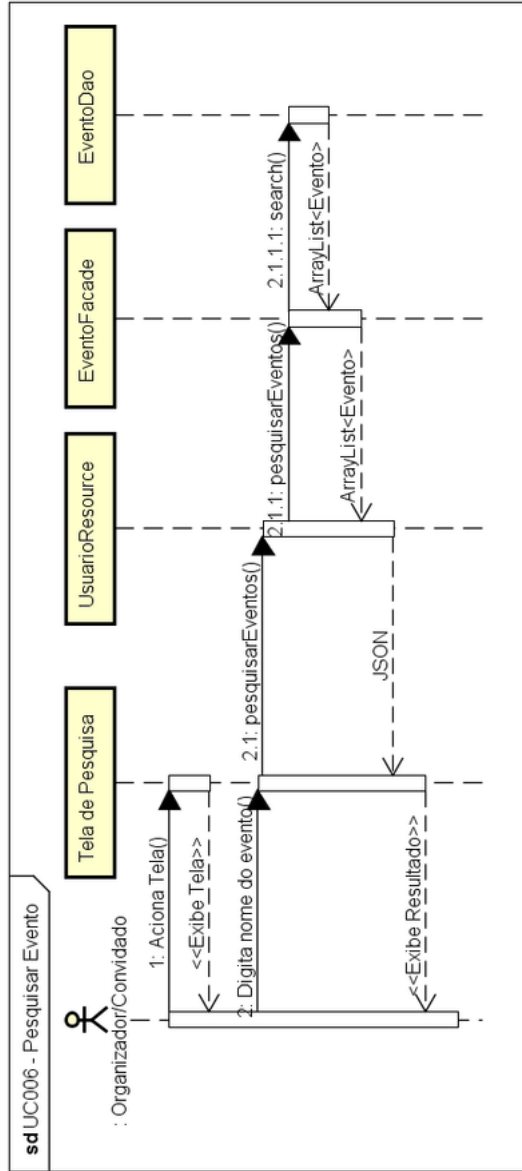 sd UC006 - Pesquisar Evento
: Organizador/Convidado
Tela de Pesquisa
UsuarioResource
EventoFacade
EventoDao
1: Aciona Tela()
<<Exibe Tela>>
2: Digita nome do evento()
2.1: pesquisarEventos()
2.1.1: pesquisarEventos()
2.1.1.1: search()
ArrayList<Evento>
ArrayList<Evento>
JSON
<<Exibe Resultado>>